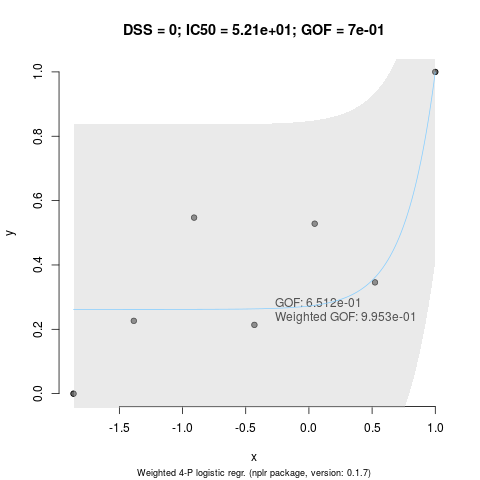 DSS = 0; IC50 = 5.21e+01; GOF = 7e-01
1.0
0.8
0.6
0.4
0.2
0.0
y
GOF: 6.512e-01
Weighted GOF: 9.953e-01
-1.5 -1.0 -0.5 0.0 0.5 1.0
x
Weighted 4-P logistic regr. (nplr package, version: 0.1.7)